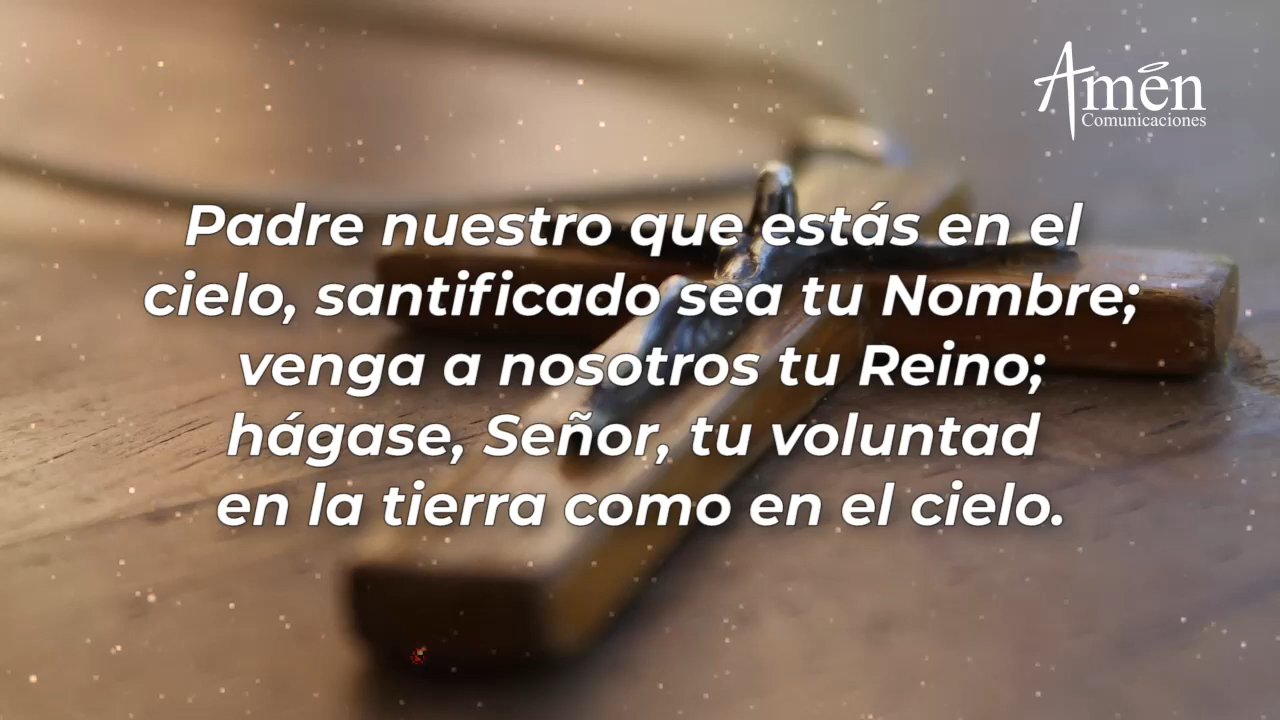 Amén
Comunicaciones
Padre nuestro que estás en el
cielo, santificado sea tu Nombre;
venga a nosotros tu Reino;
hágase, Señor, tu voluntad
en la tierra como en el cielo.